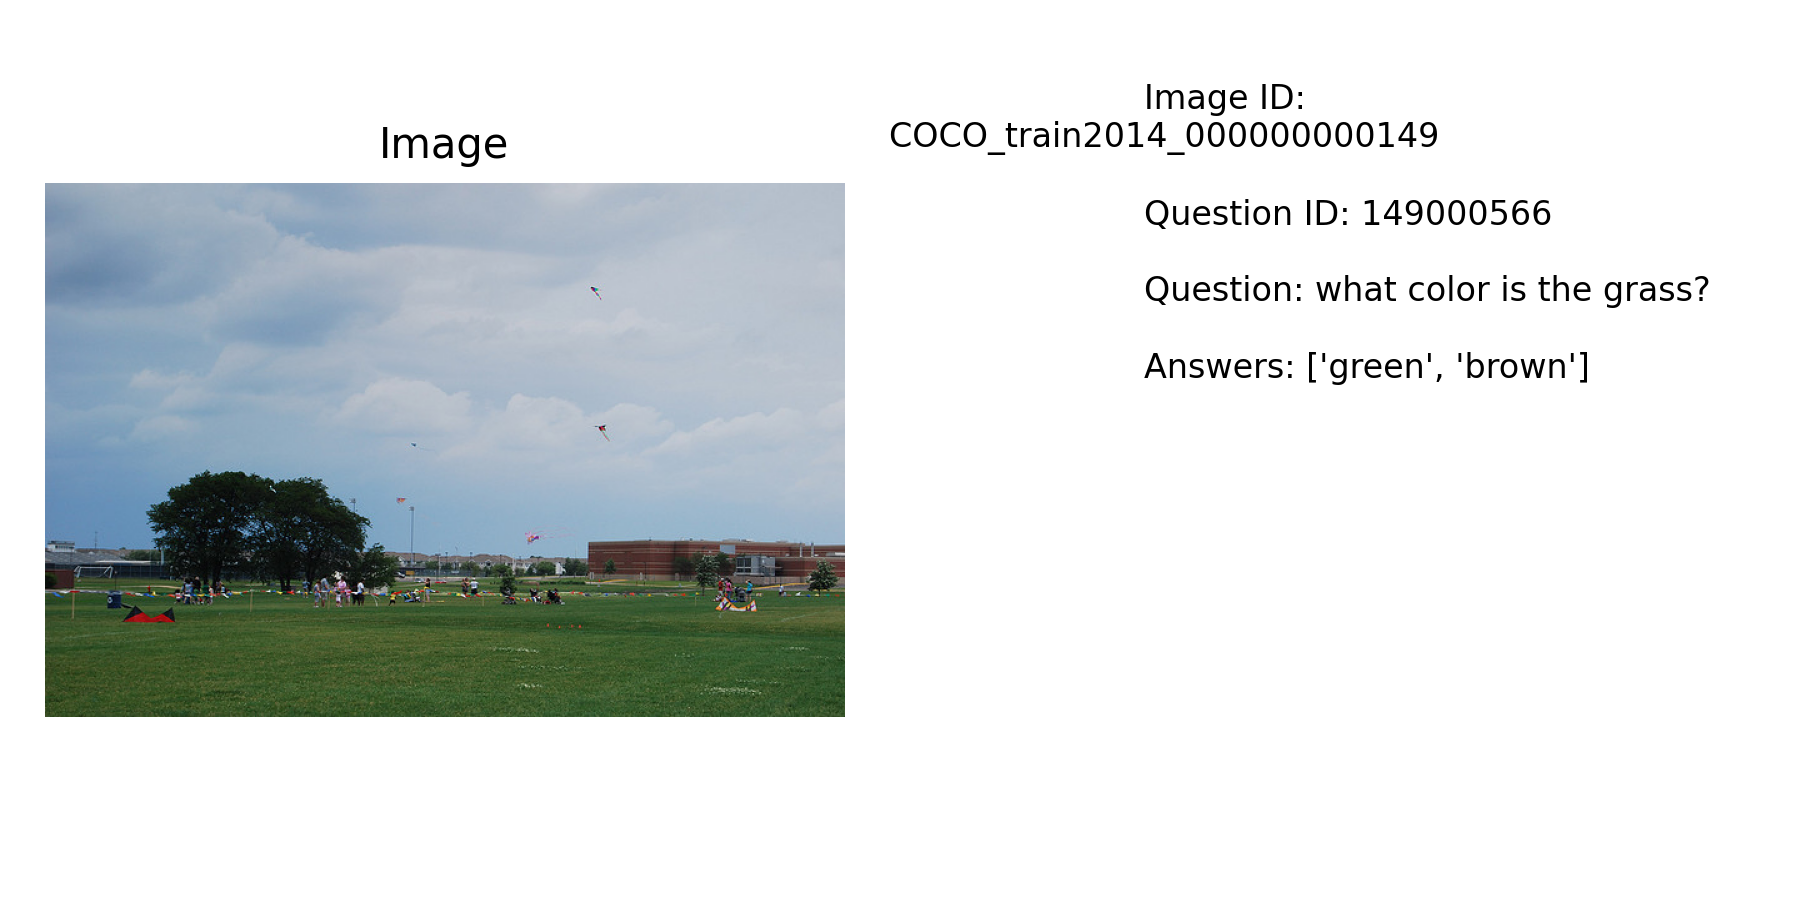 Image
Image ID:
COCO_train2014_000000000149
Question ID: 149000566
Question: what color is the grass?
Answers: ['green', 'brown']